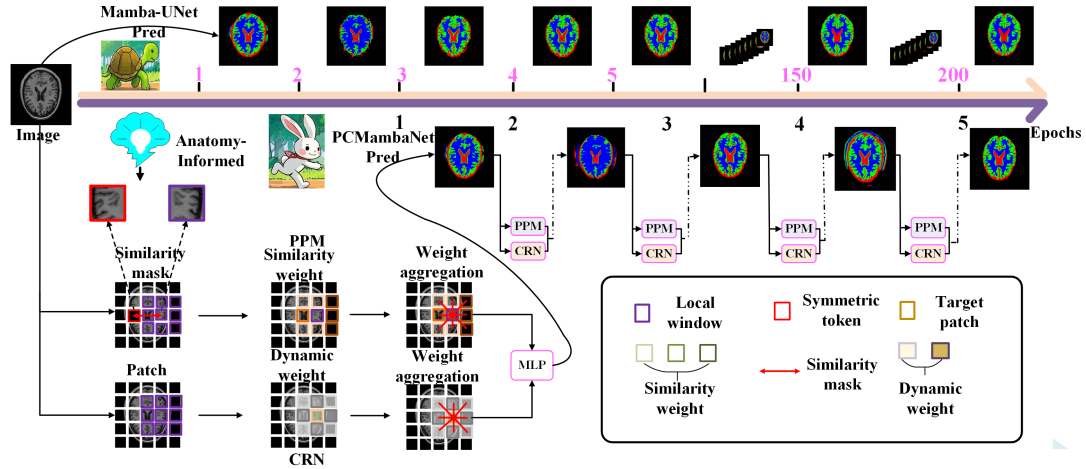 Mamba-UNet
Pred
1
2
3
4
5
150
200
Image
Epochs
Anatomy-
Informed
PCMambaNet
Pred
1
2
3
4
5
PPM
CRN
PPM
CRN
PPM
CRN
PPM
CRN
Similarity
mask
PPM
Similarity
weight
Weight
aggregation
Patch
Dynamic
weight
CRN
Weight
aggregation
MLP
Local
window
Symmetric
token
Target
patch
Similarity
weight
Similarity
mask
Dynamic
weight